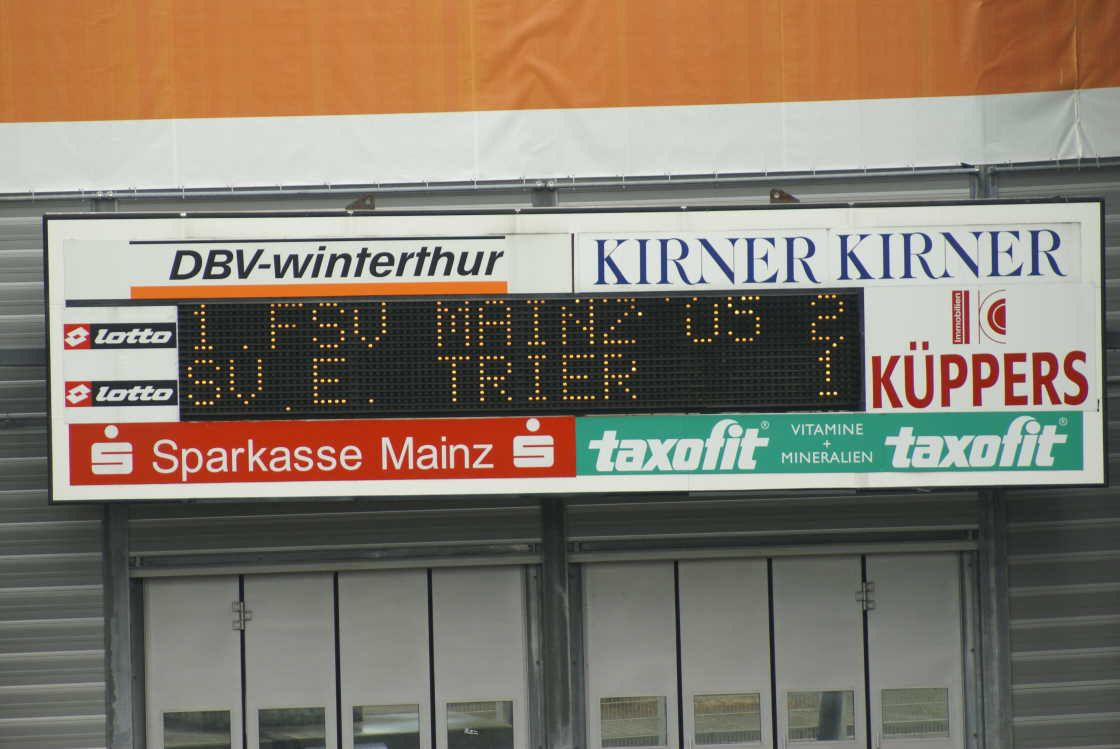 DBV-winterthur
KIRNER KIRNER
lotto
lotto
1.FSV MAINZ '05 2
SV.E. TRIER 1
Immobilien
KÜPPERS
Sparkasse Mainz
taxofit®
VITAMINE
+
MINERALIEN
taxofit®